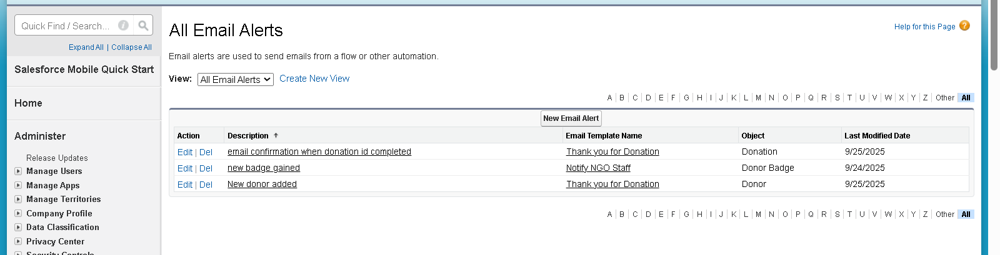 Quick Find / Search...
Expand All | Collapse All
Salesforce Mobile Quick Start
Home
Administer
Release Updates
Manage Users
Manage Apps
Manage Territories
Company Profile
Data Classification
Privacy Center
Security Controls
All Email Alerts
Help for this Page
Email alerts are used to send emails from a flow or other automation.
View: All Email Alerts Create New View
A | B | C | D | E | F | G | H | I | J | K | L | M | N | O | P | Q | R | S | T | U | V | W | X | Y | Z | Other | All
New Email Alert
Action Description Email Template Name Object Last Modified Date
Edit | Del email confirmation when donation id completed Thank you for Donation Donation 9/25/2025
Edit | Del new badge gained Notify NGO Staff Donor Badge 9/24/2025
Edit | Del New donor added Thank you for Donation Donor 9/25/2025
A | B | C | D | E | F | G | H | I | J | K | L | M | N | O | P | Q | R | S | T | U | V | W | X | Y | Z | Other | All